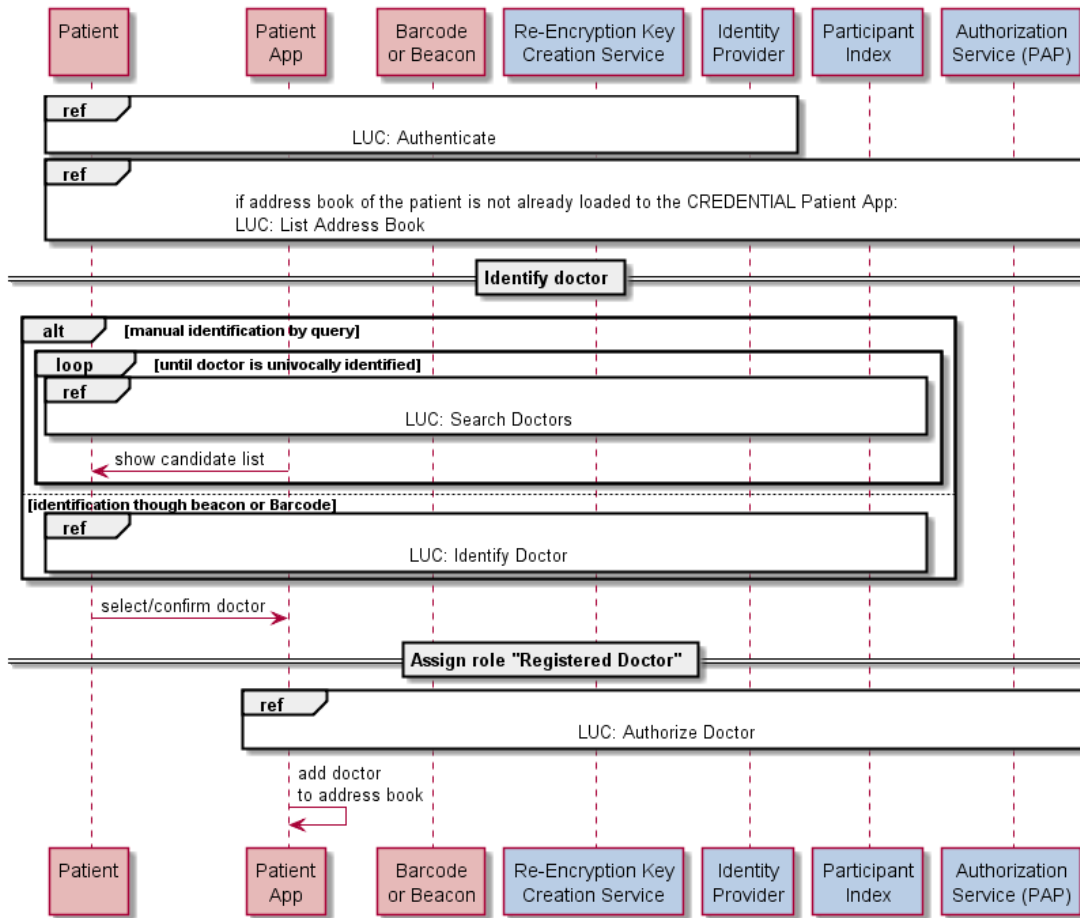 Patient
Patient
App
Barcode
or Beacon
Re-Encryption Key
Creation Service
Identity
Provider
Participant
Index
Authorization
Service (PAP)
ref
LUC: Authenticate
ref
if address book of the patient is not already loaded to the CREDENTIAL Patient App:
LUC: List Address Book
Identify doctor
alt [manual identification by query]
loop [until doctor is univocally identified]
ref
LUC: Search Doctors
show candidate list
[identification though beacon or Barcode]
ref
LUC: Identify Doctor
select/confirm doctor
Assign role "Registered Doctor"
ref
LUC: Authorize Doctor
add doctor
to address book
Patient
Patient
App
Barcode
or Beacon
Re-Encryption Key
Creation Service
Identity
Provider
Participant
Index
Authorization
Service (PAP)